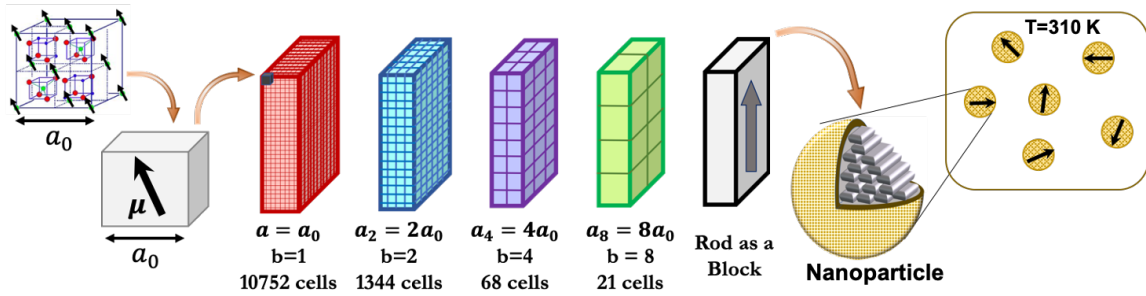 a₀
μ
a₀
a = a₀
b=1
10752 cells
a₂ = 2a₀
b=2
1344 cells
a₄ = 4a₀
b=4
68 cells
a₈ = 8a₀
b = 8
21 cells
Rod as a
Block
Nanoparticle
T=310 K